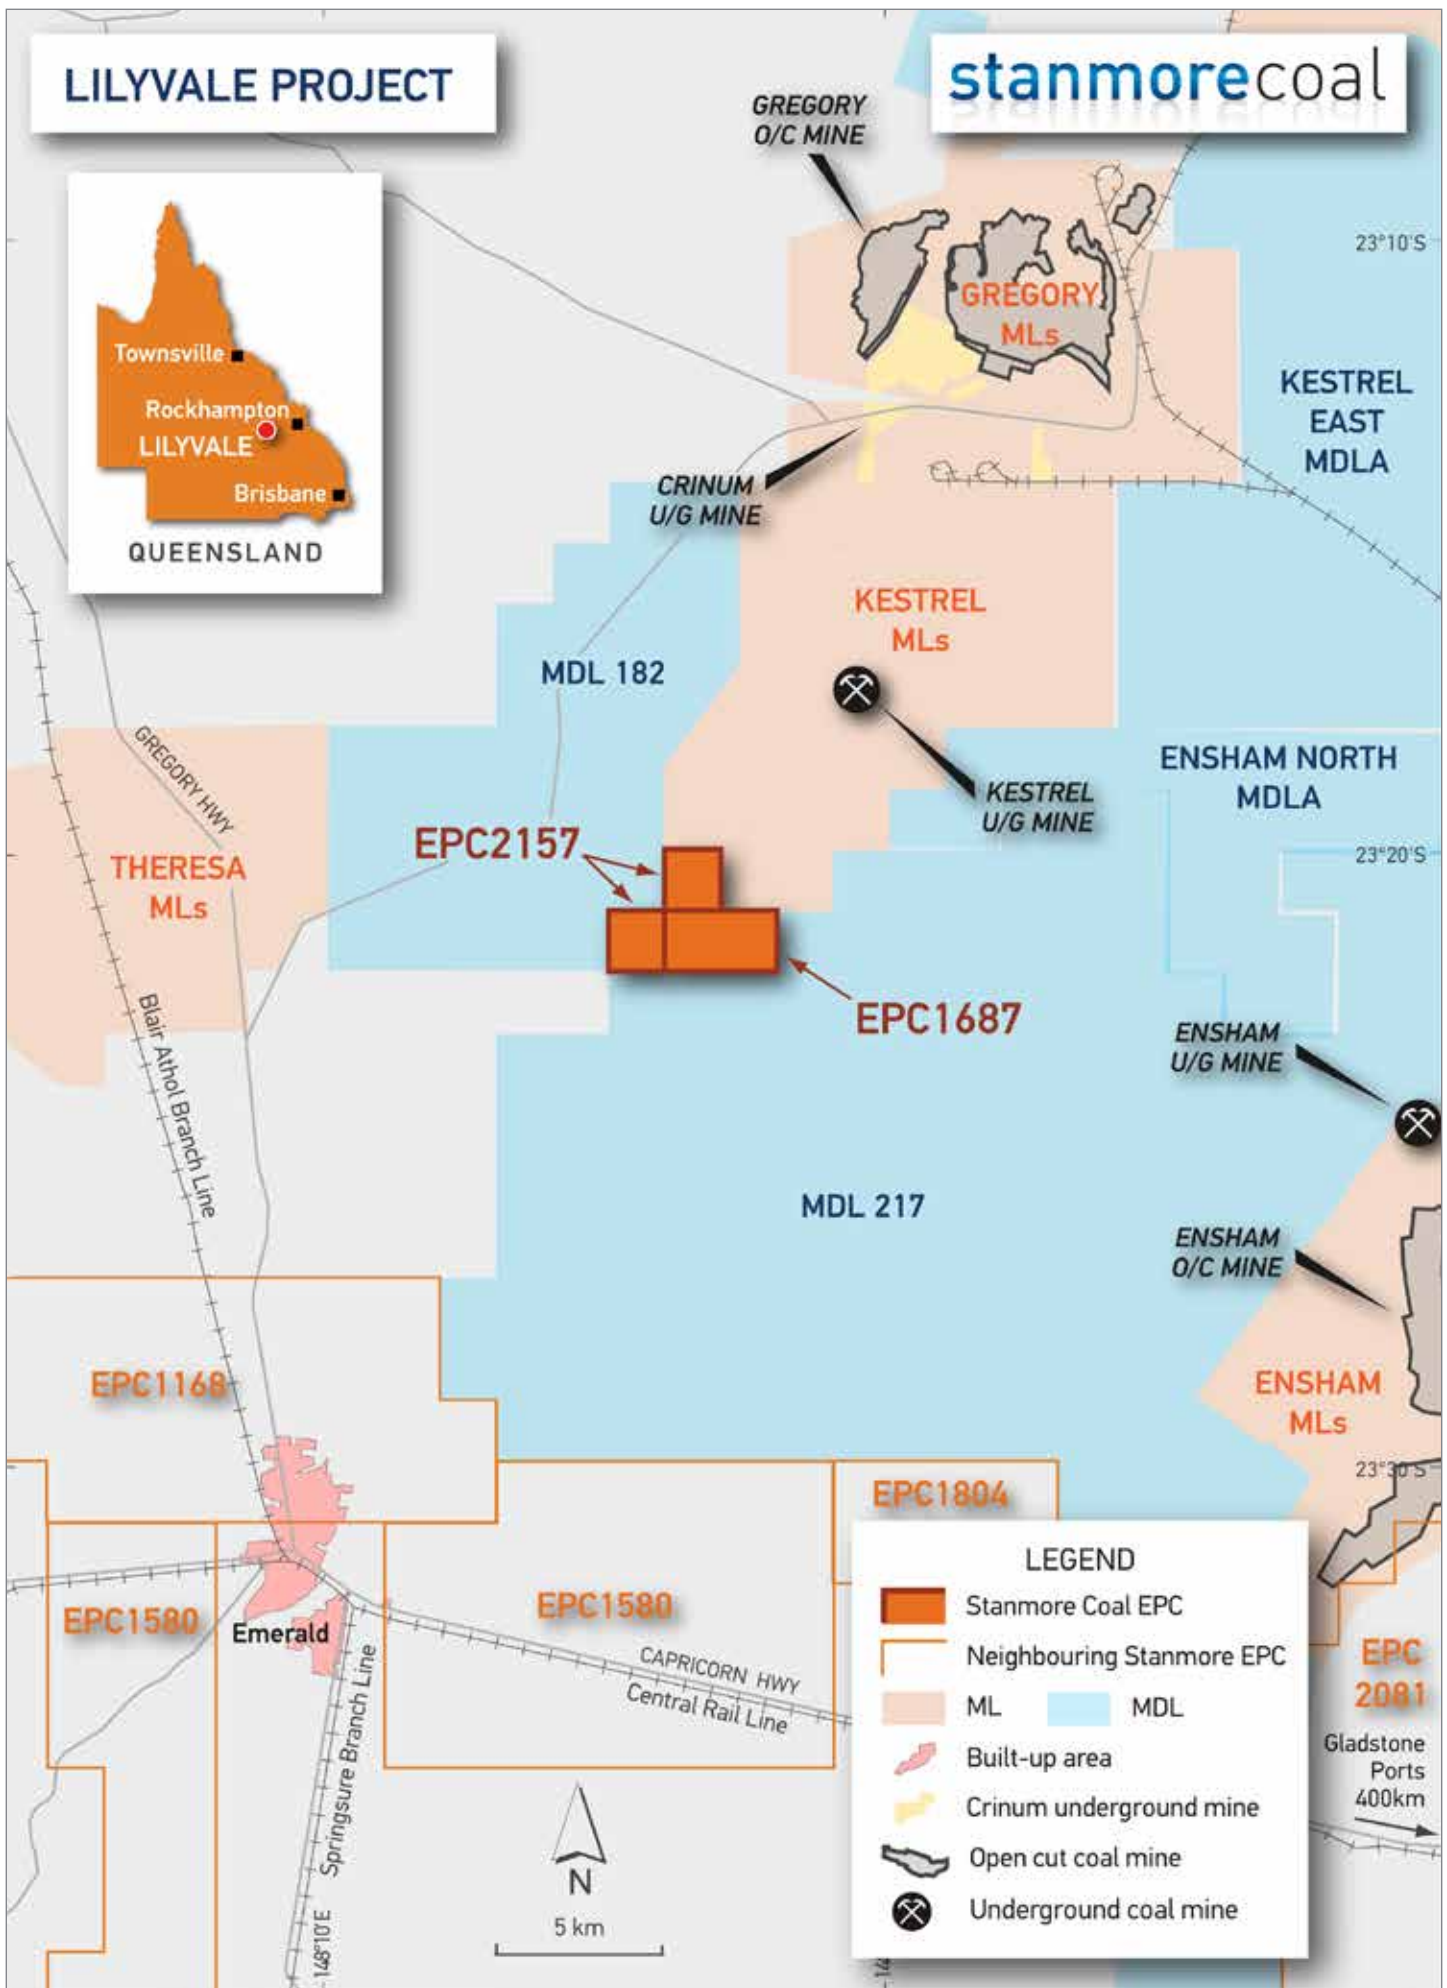 LILYVALE PROJECT
stanmorecoal
GREGORY
O/C MINE
Townsville
Rockhampton
LILYVALE
Brisbane
QUEENSLAND
23°10'S
GREGORY
MLs
KESTREL
EAST
MDLA
CRINUM
U/G MINE
KESTREL
MLs
MDL 182
GREGORY HWY
ENSHAM NORTH
MDLA
KESTREL
U/G MINE
EPC2157
23°20'S
THERESA
MLs
EPC1687
Blair Athol Branch Line
ENSHAM
U/G MINE
MDL 217
ENSHAM
O/C MINE
EPC1168
ENSHAM
MLs
23°30'S
EPC1804
EPC1580
EPC1580
Emerald
CAPRICORN HWY
Central Rail Line
Springsure Branch Line
EPC
2081
Gladstone
Ports
400km
LEGEND
Stanmore Coal EPC
Neighbouring Stanmore EPC
ML
MDL
Built-up area
Crinum underground mine
Open cut coal mine
Underground coal mine
N
5 km
148°10'E